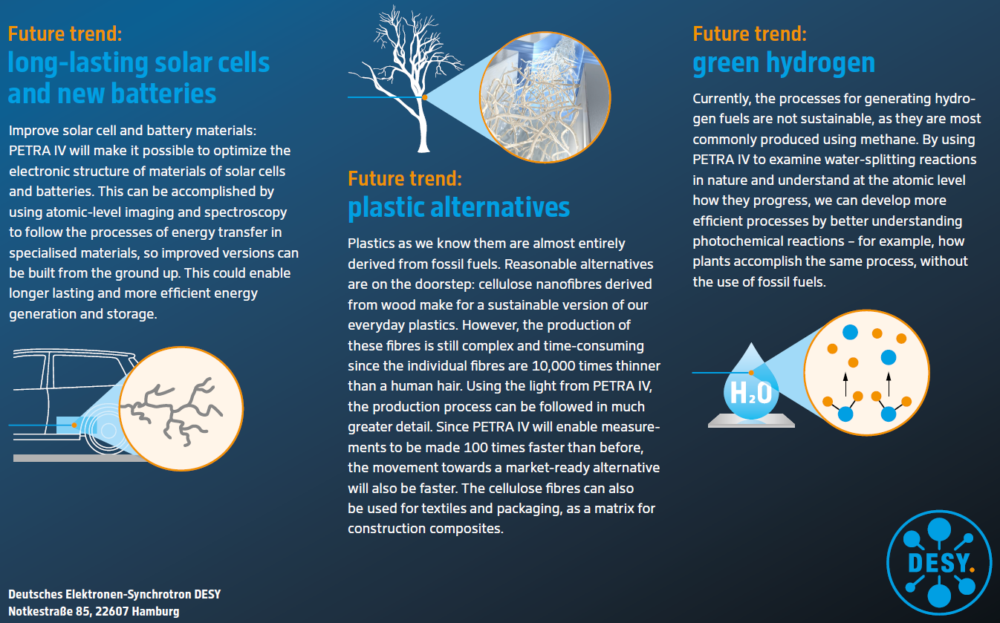 Future trend:
long-lasting solar cells
and new batteries
Improve solar cell and battery materials:
PETRA IV will make it possible to optimize the
electronic structure of materials of solar cells
and batteries. This can be accomplished by
using atomic-level imaging and spectroscopy
to follow the processes of energy transfer in
specialised materials, so improved versions can
be built from the ground up. This could enable
longer lasting and more efficient energy
generation and storage.
Future trend:
plastic alternatives
Plastics as we know them are almost entirely
derived from fossil fuels. Reasonable alternatives
are on the doorstep: cellulose nanofibres derived
from wood make for a sustainable version of our
everyday plastics. However, the production of
these fibres is still complex and time-consuming
since the individual fibres are 10,000 times thinner
than a human hair. Using the light from PETRA IV,
the production process can be followed in much
greater detail. Since PETRA IV will enable measure-
ments to be made 100 times faster than before,
the movement towards a market-ready alternative
will also be faster. The cellulose fibres can also
be used for textiles and packaging, as a matrix for
construction composites.
Future trend:
green hydrogen
Currently, the processes for generating hydro-
gen fuels are not sustainable, as they are most
commonly produced using methane. By using
PETRA IV to examine water-splitting reactions
in nature and understand at the atomic level
how they progress, we can develop more
efficient processes by better understanding
photochemical reactions – for example, how
plants accomplish the same process, without
the use of fossil fuels.
H₂O
DESY.
Deutsches Elektronen-Synchrotron DESY
Notkestraße 85, 22607 Hamburg